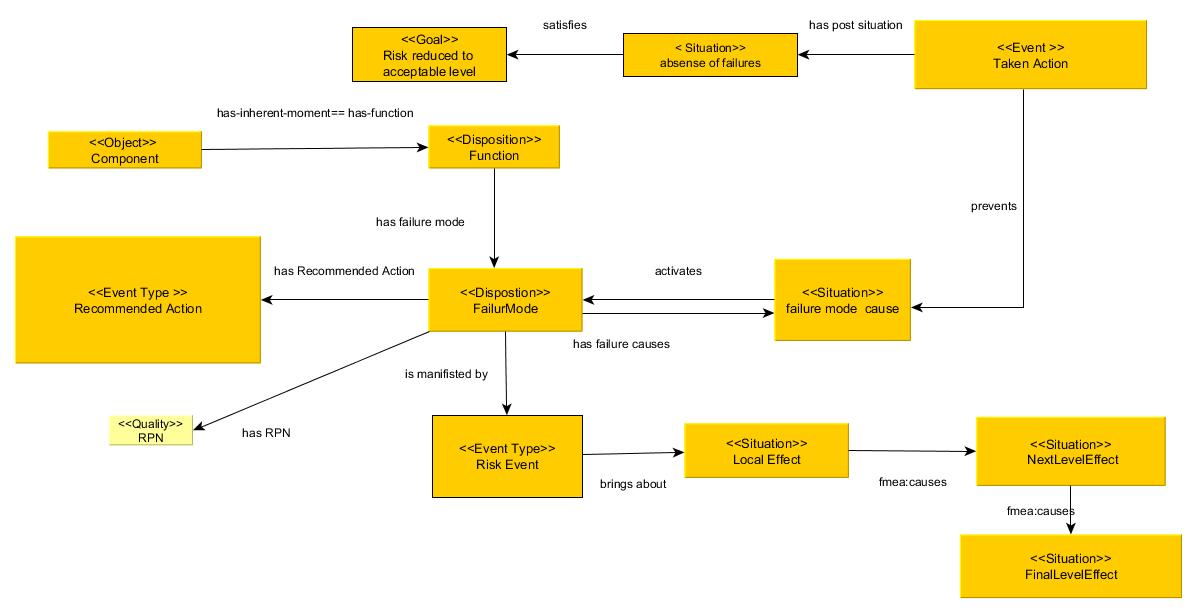 satisfies
has post situation
<<Goal>>
Risk reduced to
acceptable level
< Situation>>
absense of failures
<<Event >>
Taken Action
has-inherent-moment== has-function
<<Object>>
Component
<<Disposition>>
Function
prevents
has failure mode
has Recommended Action
activates
<<Event Type >>
Recommended Action
<<Dispostion>>
FailurMode
<<Situation>>
failure mode  cause
has failure causes
is manifisted by
<<Quality>>
RPN
has RPN
<<Event Type>>
Risk Event
brings about
<<Situation>>
Local Effect
fmea:causes
<<Situation>>
NextLevelEffect
fmea:causes
<<Situation>>
FinalLevelEffect